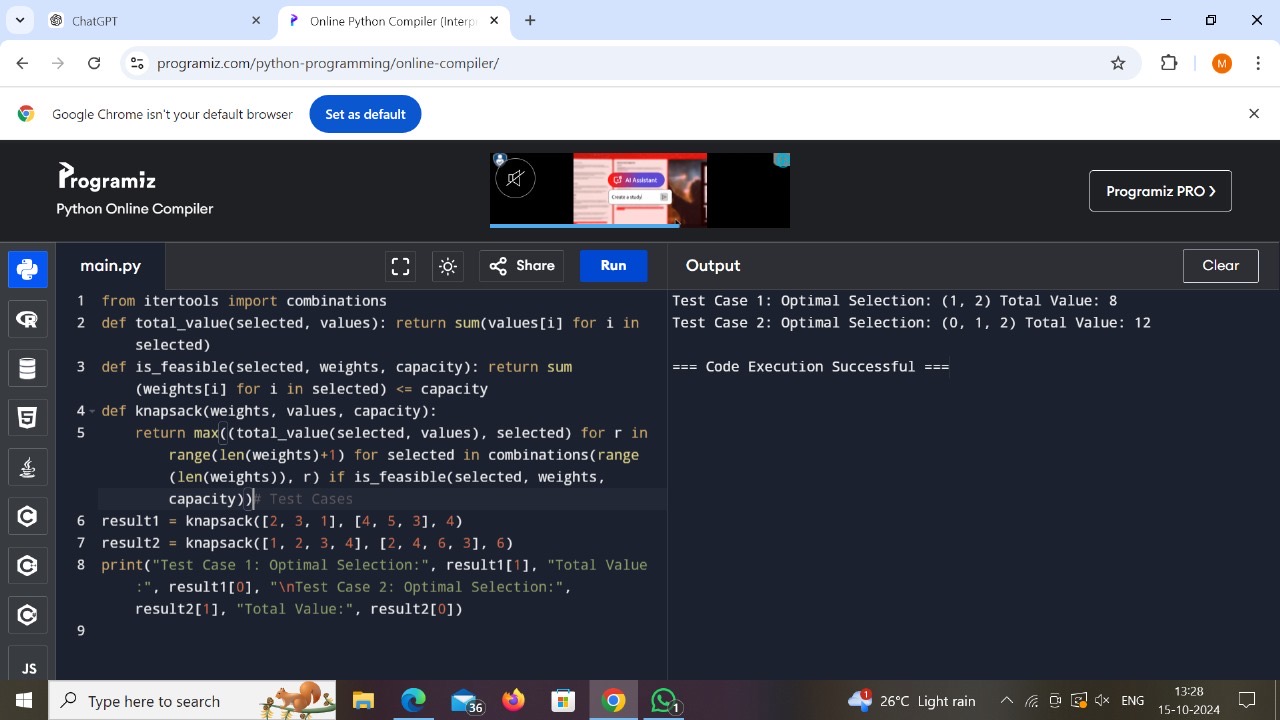 ChatGPT
Online Python Compiler (Interp
programiz.com/python-programming/online-compiler/
M
Google Chrome isn't your default browser
Set as default
Programiz
Python Online Compiler
AI Assistant
Programiz PRO
main.py
Share
Run
Output
Clear
1 from itertools import combinations
2 def total_value(selected, values): return sum(values[i] for i in
selected)
3 def is_feasible(selected, weights, capacity): return sum
(weights[i] for i in selected) <= capacity
4 def knapsack(weights, values, capacity):
5 return max((total_value(selected, values), selected) for r in
range(len(weights)+1) for selected in combinations(range
(len(weights)), r) if is_feasible(selected, weights,
capacity))# Test Cases
6 result1 = knapsack([2, 3, 1], [4, 5, 3], 4)
7 result2 = knapsack([1, 2, 3, 4], [2, 4, 6, 3], 6)
8 print("Test Case 1: Optimal Selection:", result1[1], "Total Value
:", result1[0], "\nTest Case 2: Optimal Selection:",
result2[1], "Total Value:", result2[0])
9
Test Case 1: Optimal Selection: (1, 2) Total Value: 8
Test Case 2: Optimal Selection: (0, 1, 2) Total Value: 12
=== Code Execution Successful ===
JS
Type here to search
36
1
1
26°C Light rain
ENG
13:28
15-10-2024